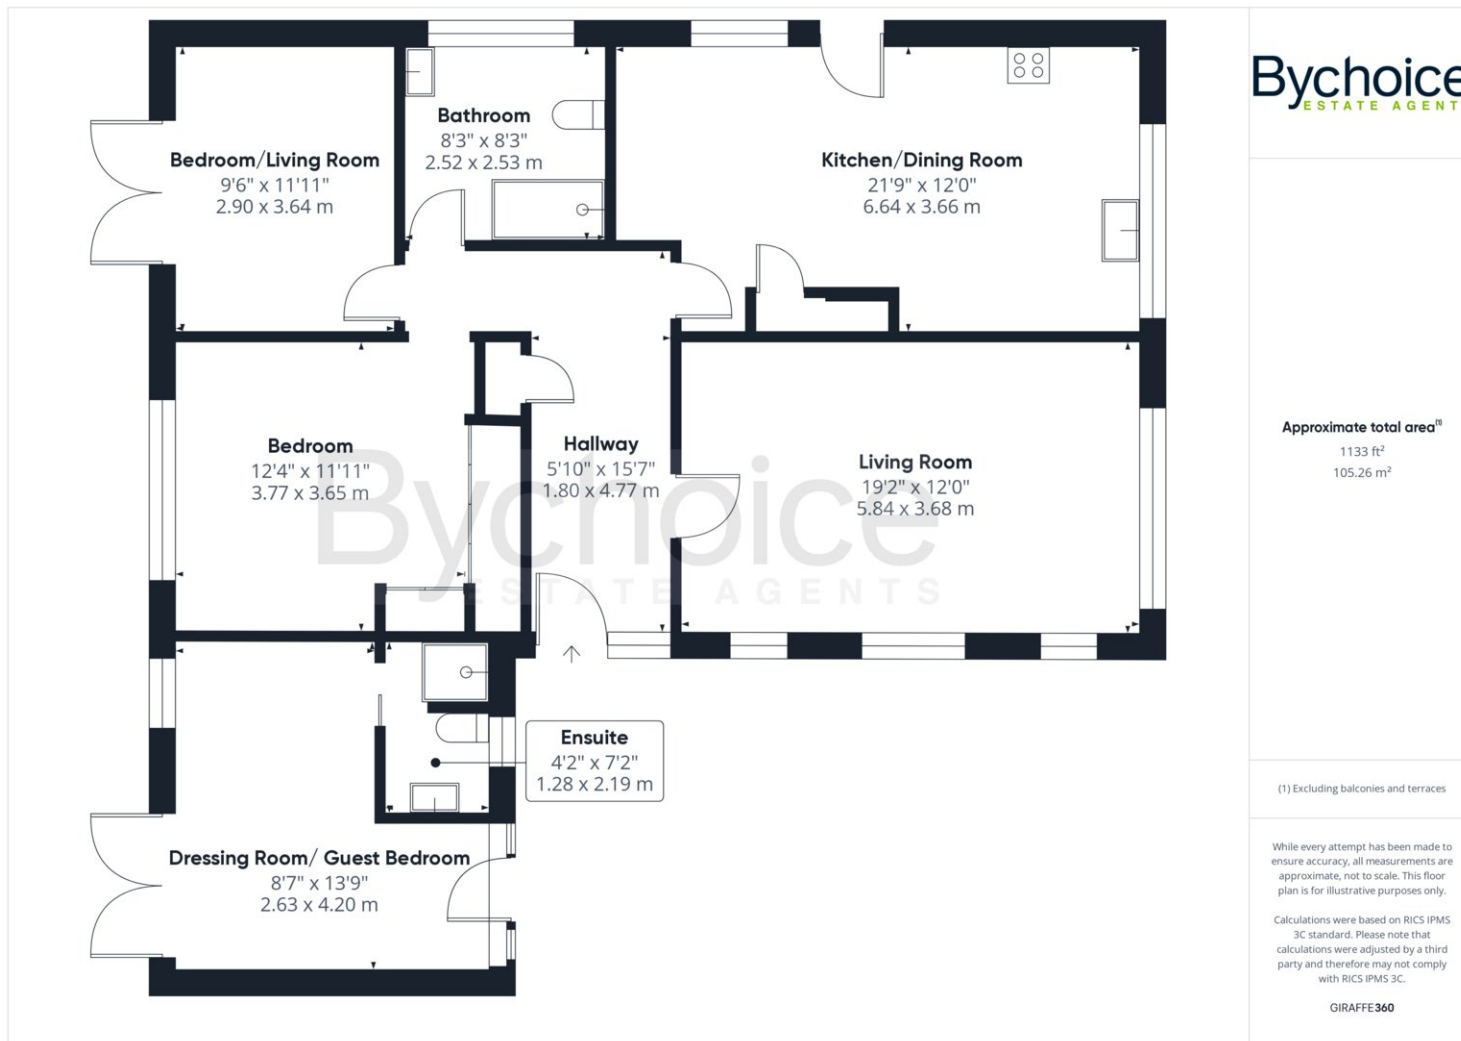 Bathroom
8'3" x 8'3"
2.52 x 2.53 m
Bedroom/Living Room
9'6" x 11'11"
2.90 x 3.64 m
Kitchen/Dining Room
21'9" x 12'0"
6.64 x 3.66 m
Bedroom
12'4" x 11'11"
3.77 x 3.65 m
Hallway
5'10" x 15'7"
1.80 x 4.77 m
Living Room
19'2" x 12'0"
5.84 x 3.68 m
Bychoice
ESTATE AGENTS
Ensuite
4'2" x 7'2"
1.28 x 2.19 m
Dressing Room/ Guest Bedroom
8'7" x 13'9"
2.63 x 4.20 m
Bychoice
ESTATE AGENT
Approximate total area(1)
1133 ft²
105.26 m²
(1) Excluding balconies and terraces
While every attempt has been made to
ensure accuracy, all measurements are
approximate, not to scale. This floor
plan is for illustrative purposes only.
Calculations were based on RICS IPMS
3C standard. Please note that
calculations were adjusted by a third
party and therefore may not comply
with RICS IPMS 3C.
GIRAFFE360